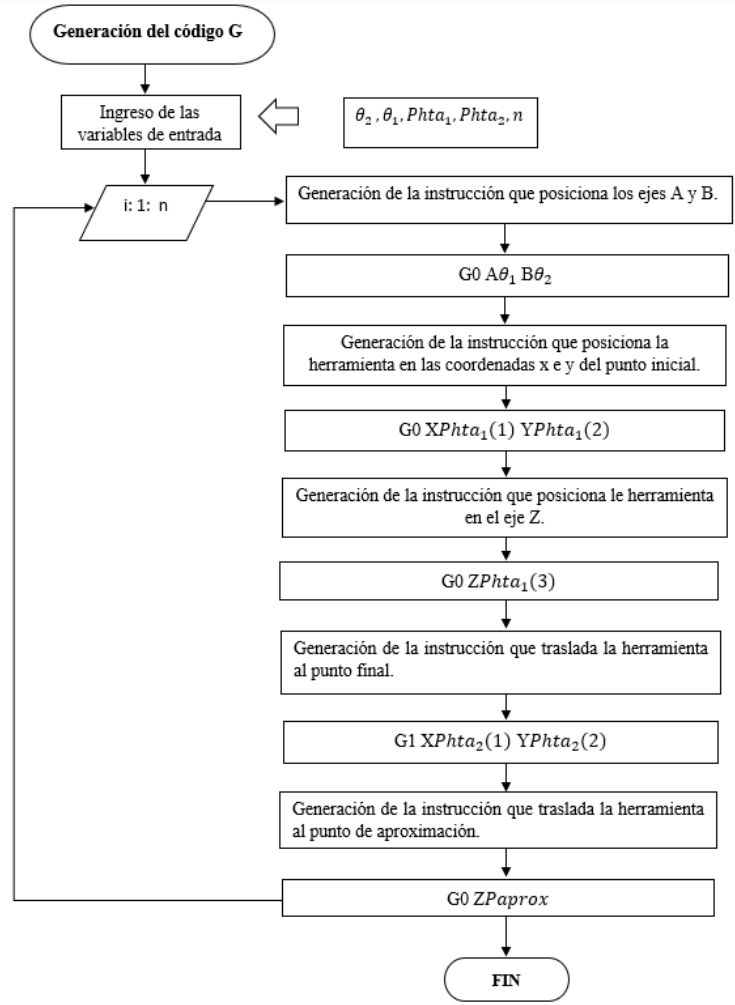 Generación del código G
Ingreso de las
variables de entrada
θ₂, θ₁, Phta₁, Phta₂, n
i: 1: n
Generación de la instrucción que posiciona los ejes A y B.
G0 Aθ₁ Bθ₂
Generación de la instrucción que posiciona la
herramienta en las coordenadas x e y del punto inicial.
G0 XPhta₁(1) YPhta₁(2)
Generación de la instrucción que posiciona le herramienta
en el eje Z.
G0 ZPhta₁(3)
Generación de la instrucción que traslada la herramienta
al punto final.
G1 XPhta₂(1) YPhta₂(2)
Generación de la instrucción que traslada la herramienta
al punto de aproximación.
G0 ZPaprox
FIN